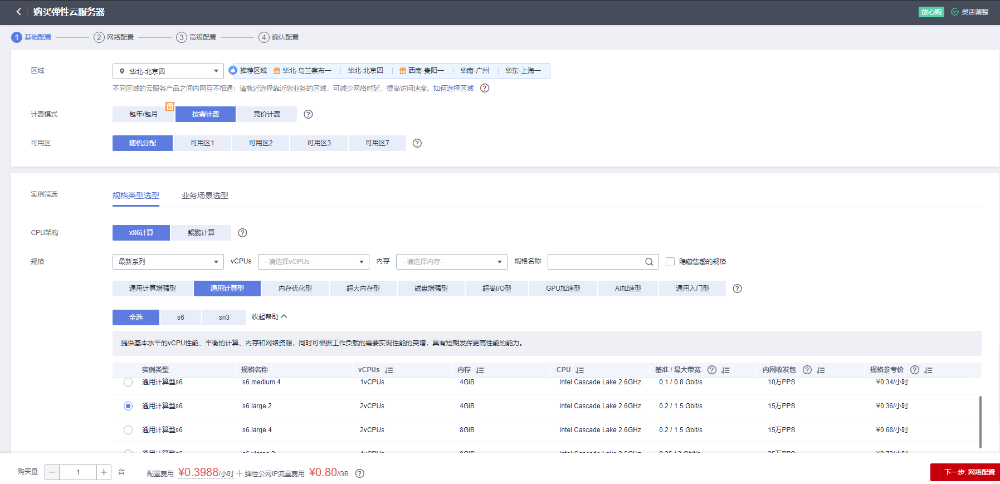 购买弹性云服务器 放心购 灵活调整
1 基础配置 2 网络配置 3 高级配置 4 确认配置
区域 华北-北京四 推荐区域 华北-乌兰察布一 华北-北京四 西南-贵阳一 华南-广州 华东-上海一
不同区域的云服务产品之间内网互不相通；请就近选择靠近您业务的区域，可减少网络时延，提高访问速度。如何选择区域 ?
计费模式 包年/包月 按需计费 竞价计费 ?
可用区 随机分配 可用区1 可用区2 可用区3 可用区7 ?
实例筛选 规格类型选型 业务场景选型
CPU架构 x86计算 鲲鹏计算 ?
规格 最新系列 vCPUs --请选择vCPUs-- 内存 --请选择内存-- 规格名称 隐藏售罄的规格
通用计算增强型 通用计算型 内存优化型 超大内存型 磁盘增强型 超高I/O型 GPU加速型 AI加速型 通用入门型 ?
全选 s6 sn3 收起帮助
提供基本水平的vCPU性能、平衡的计算、内存和网络资源，同时可根据工作负载的需要实现性能的突增，具有短期发挥更高性能的能力。
实例类型 规格名称 vCPUs 内存 CPU 基准 / 最大带宽 ? 内网收发包 ? 规格参考价 ?
通用计算型s6 s6.medium.4 1vCPUs 4GiB Intel Cascade Lake 2.6GHz 0.1 / 0.8 Gbit/s 10万PPS ¥0.34/小时
通用计算型s6 s6.large.2 2vCPUs 4GiB Intel Cascade Lake 2.6GHz 0.2 / 1.5 Gbit/s 15万PPS ¥0.36/小时
通用计算型s6 s6.large.4 2vCPUs 8GiB Intel Cascade Lake 2.6GHz 0.2 / 1.5 Gbit/s 15万PPS ¥0.68/小时
购买量 1 台 配置费用 ¥0.3988/小时 + 弹性公网IP流量费用 ¥0.80/GB ? 下一步: 网络配置